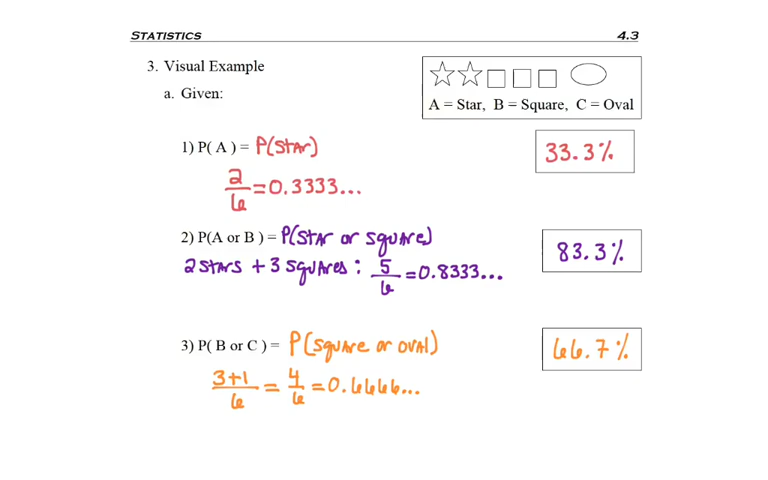 STATISTICS 4.3
3. Visual Example
a. Given:
A = Star, B = Square, C = Oval
1) P( A ) = P(STAR) 33.3%
2/6 = 0.3333...
2) P(A or B ) = P(STAR OR SQUARE) 83.3%
2 STARS + 3 SQUARES : 5/6 = 0.8333...
3) P( B or C ) = P(SQUARE OR OVAL) 66.7%
3+1/6 = 4/6 = 0.6666...